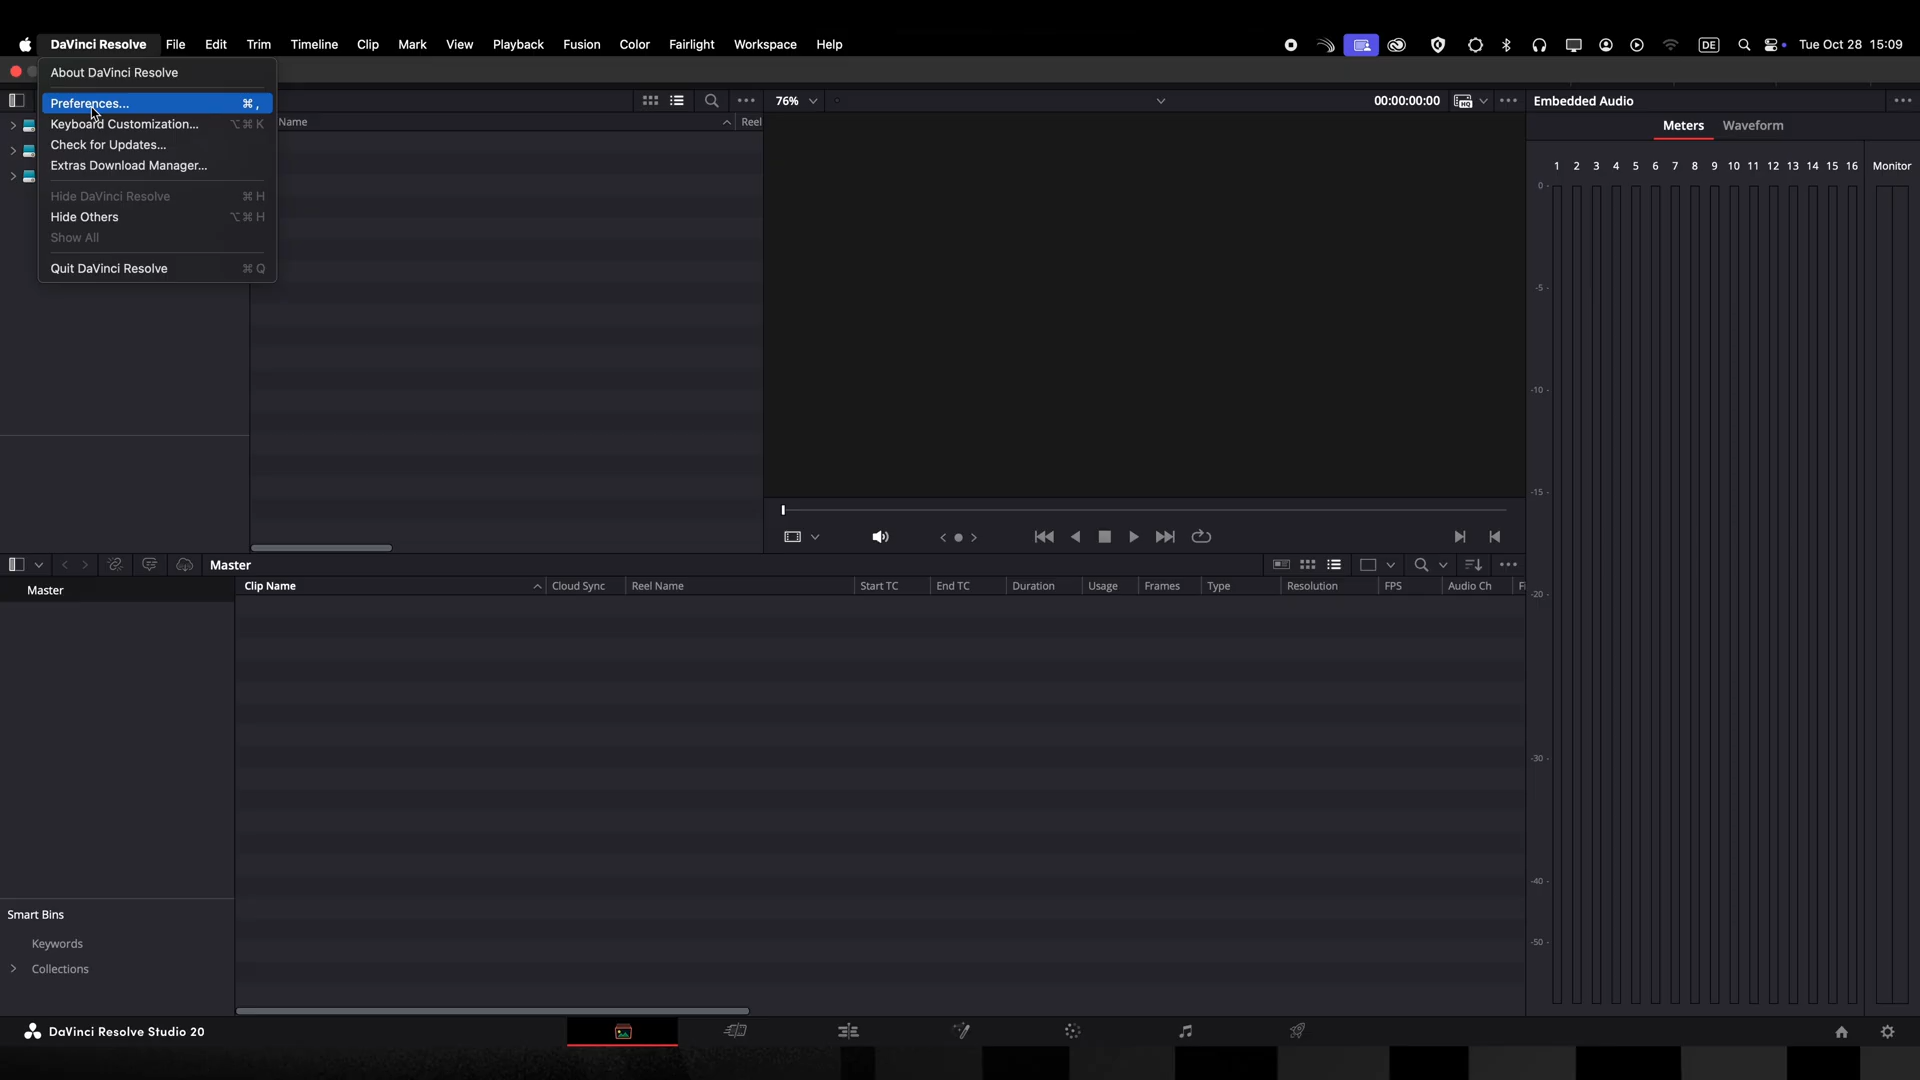 DaVinci Resolve File Edit Trim Timeline Clip Mark View Playback Fusion Color Fairlight Workspace Help DE Tue Oct 28 15:09
About DaVinci Resolve
Preferences... ⌘ ,
Keyboard Customization... ⌥ ⌘ K
Check for Updates...
Extras Download Manager...
Hide DaVinci Resolve ⌘ H
Hide Others ⌥ ⌘ H
Show All
Quit DaVinci Resolve ⌘ Q
Name Reel
76% 00:00:00:00
Embedded Audio
Meters Waveform
1 2 3 4 5 6 7 8 9 10 11 12 13 14 15 16 Monitor
0 -
-5 -
-10 -
-15 -
-20 -
-30 -
-40 -
-50 -
Master
Master
Clip Name Cloud Sync Reel Name Start TC End TC Duration Usage Frames Type Resolution FPS Audio Ch Fi
Smart Bins
Keywords
Collections
DaVinci Resolve Studio 20